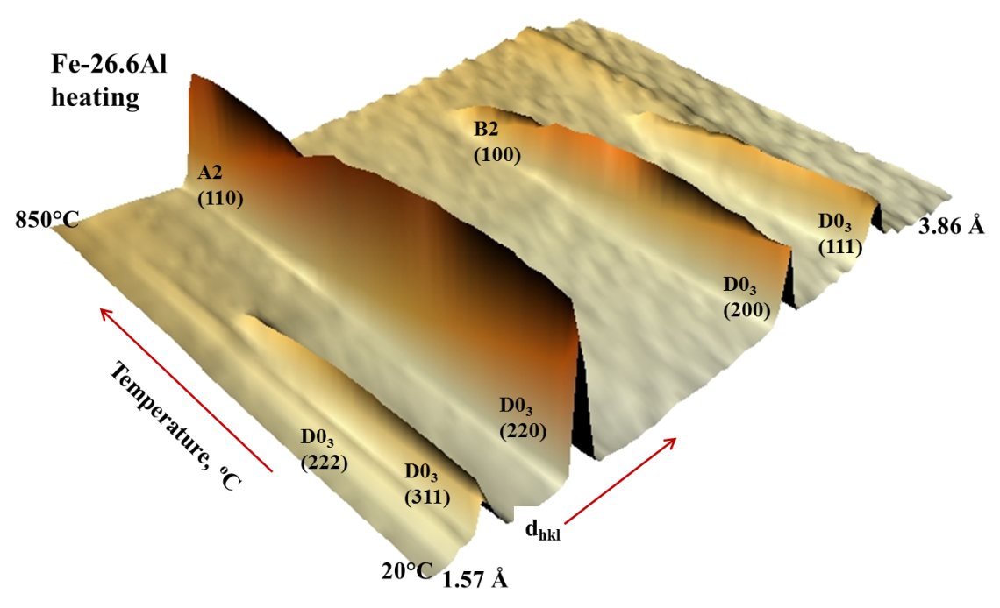 Fe-26.6Al
heating
B2
(100)
A2
(110)
850°C
D0₃
(111)
3.86 Å
D0₃
(200)
Temperature, °C
D0₃
(220)
D0₃
(222)
D0₃
(311)
dhkl
20°C
1.57 Å